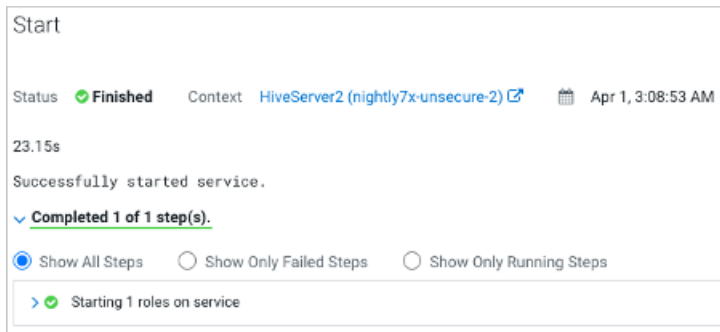 Start
Status Finished Context HiveServer2 (nightly7x-unsecure-2) Apr 1, 3:08:53 AM
23.15s
Successfully started service.
Completed 1 of 1 step(s).
Show All Steps Show Only Failed Steps Show Only Running Steps
Starting 1 roles on service